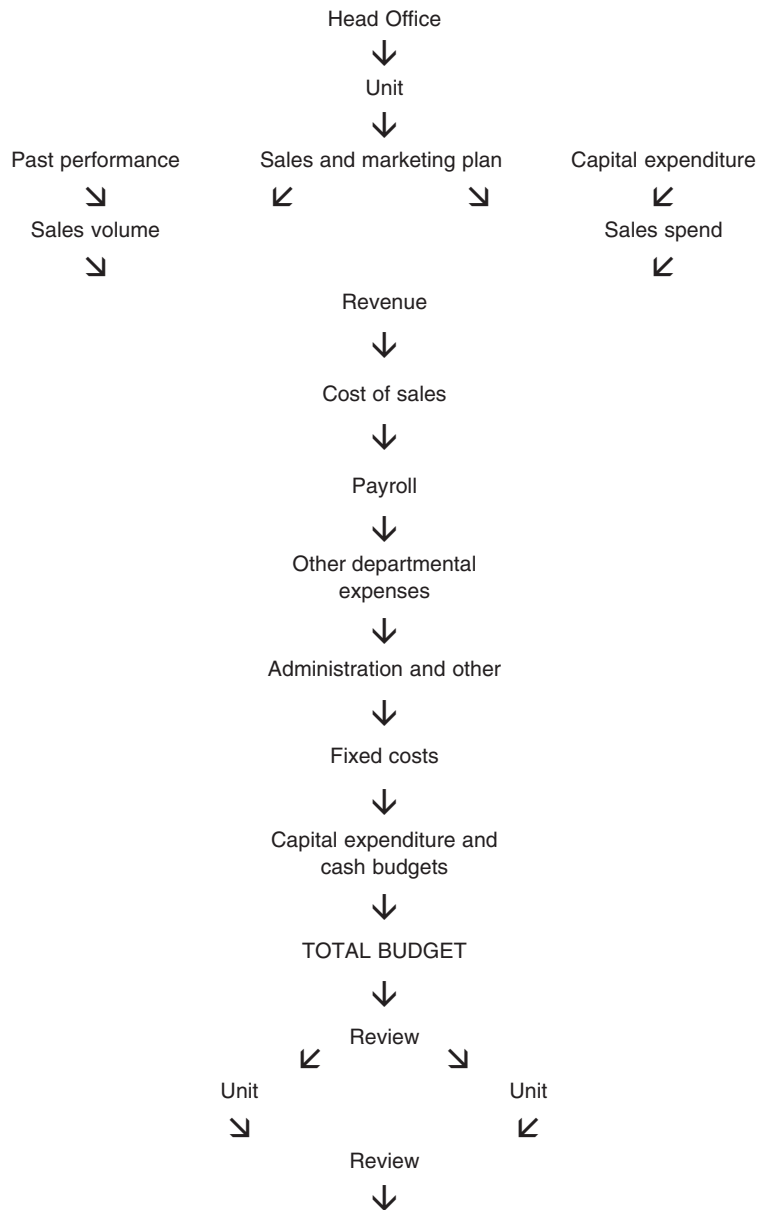 Head Office
Unit
Past performance
Sales and marketing plan
Capital expenditure
Sales volume
Sales spend
Revenue
Cost of sales
Payroll
Other departmental
expenses
Administration and other
Fixed costs
Capital expenditure and
cash budgets
TOTAL BUDGET
Review
Unit
Unit
Review